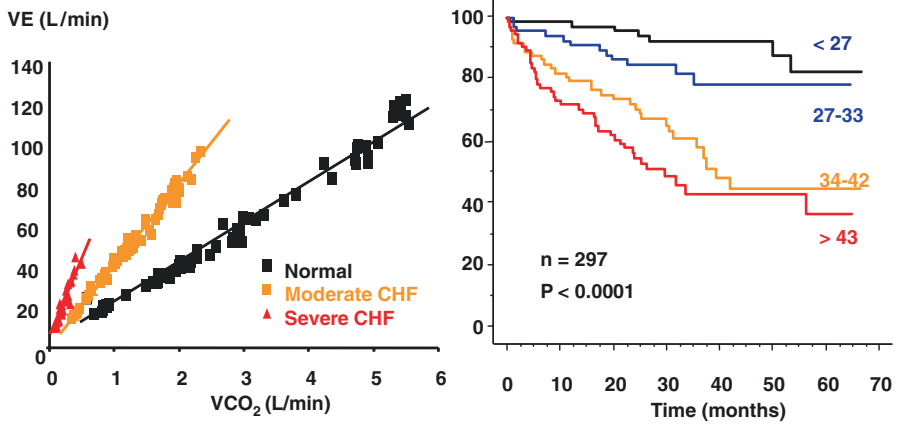 VE (L/min)
140
120
100
80
60
40
20
0
0 1 2 3 4 5 6
VCO₂ (L/min)
Normal
Moderate CHF
Severe CHF
100
80
60
40
20
0
0 10 20 30 40 50 60 70
Time (months)
< 27
27-33
34-42
> 43
n = 297
P < 0.0001